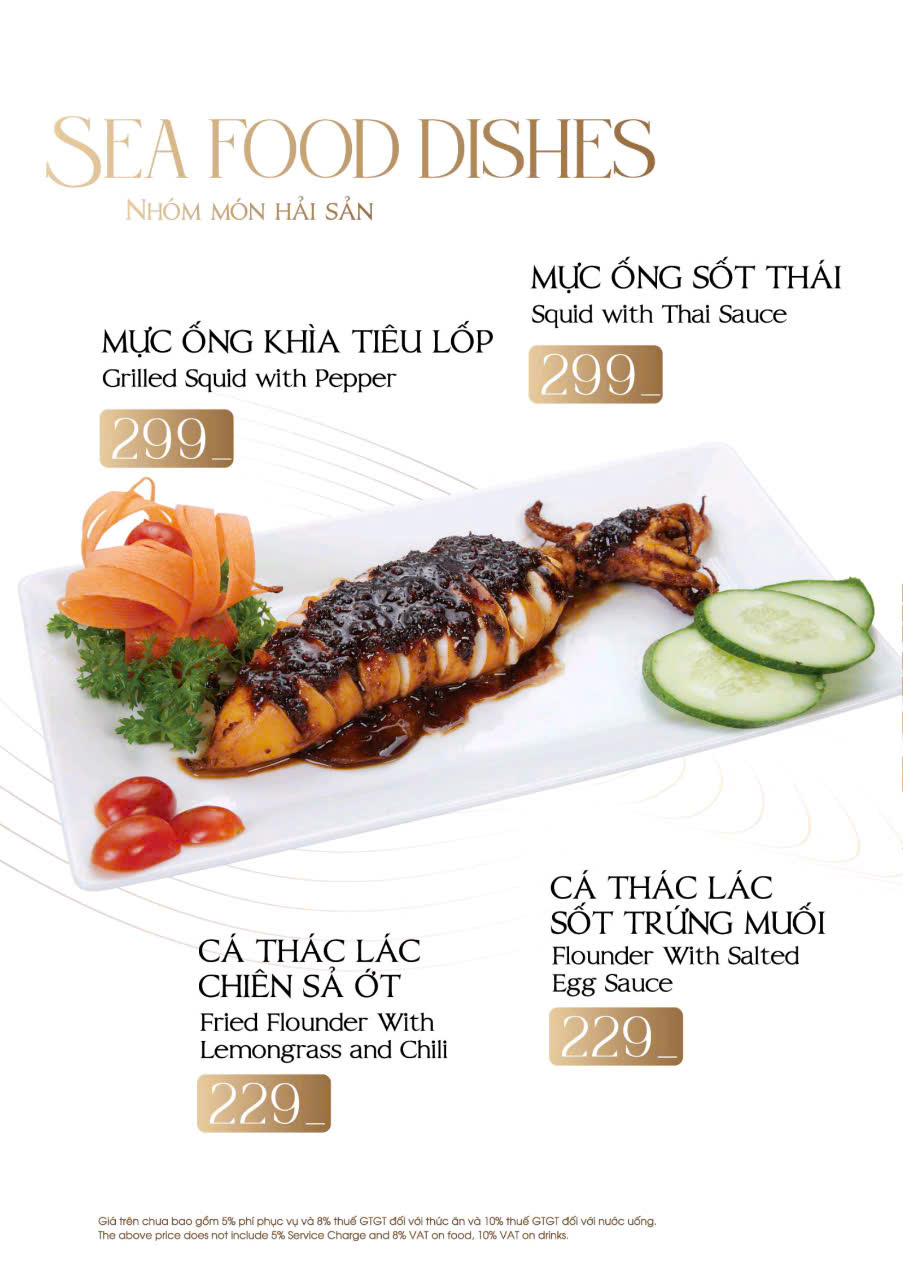 SEA FOOD DISHES
NHÓM MÓN HẢI SẢN
MỰC ỐNG SỐT THÁI
Squid with Thai Sauce
299_
MỰC ỐNG KHÌA TIÊU LỐP
Grilled Squid with Pepper
299_
CÁ THÁC LÁC
SỐT TRỨNG MUỐI
Flounder With Salted
Egg Sauce
229_
CÁ THÁC LÁC
CHIÊN SẢ ỚT
Fried Flounder With
Lemongrass and Chili
229_
Giá trên chưa bao gồm 5% phí phục vụ và 8% thuế GTGT đối với thức ăn và 10% thuế GTGT đối với nước uống.
The above price does not include 5% Service Charge and 8% VAT on food, 10% VAT on drinks.